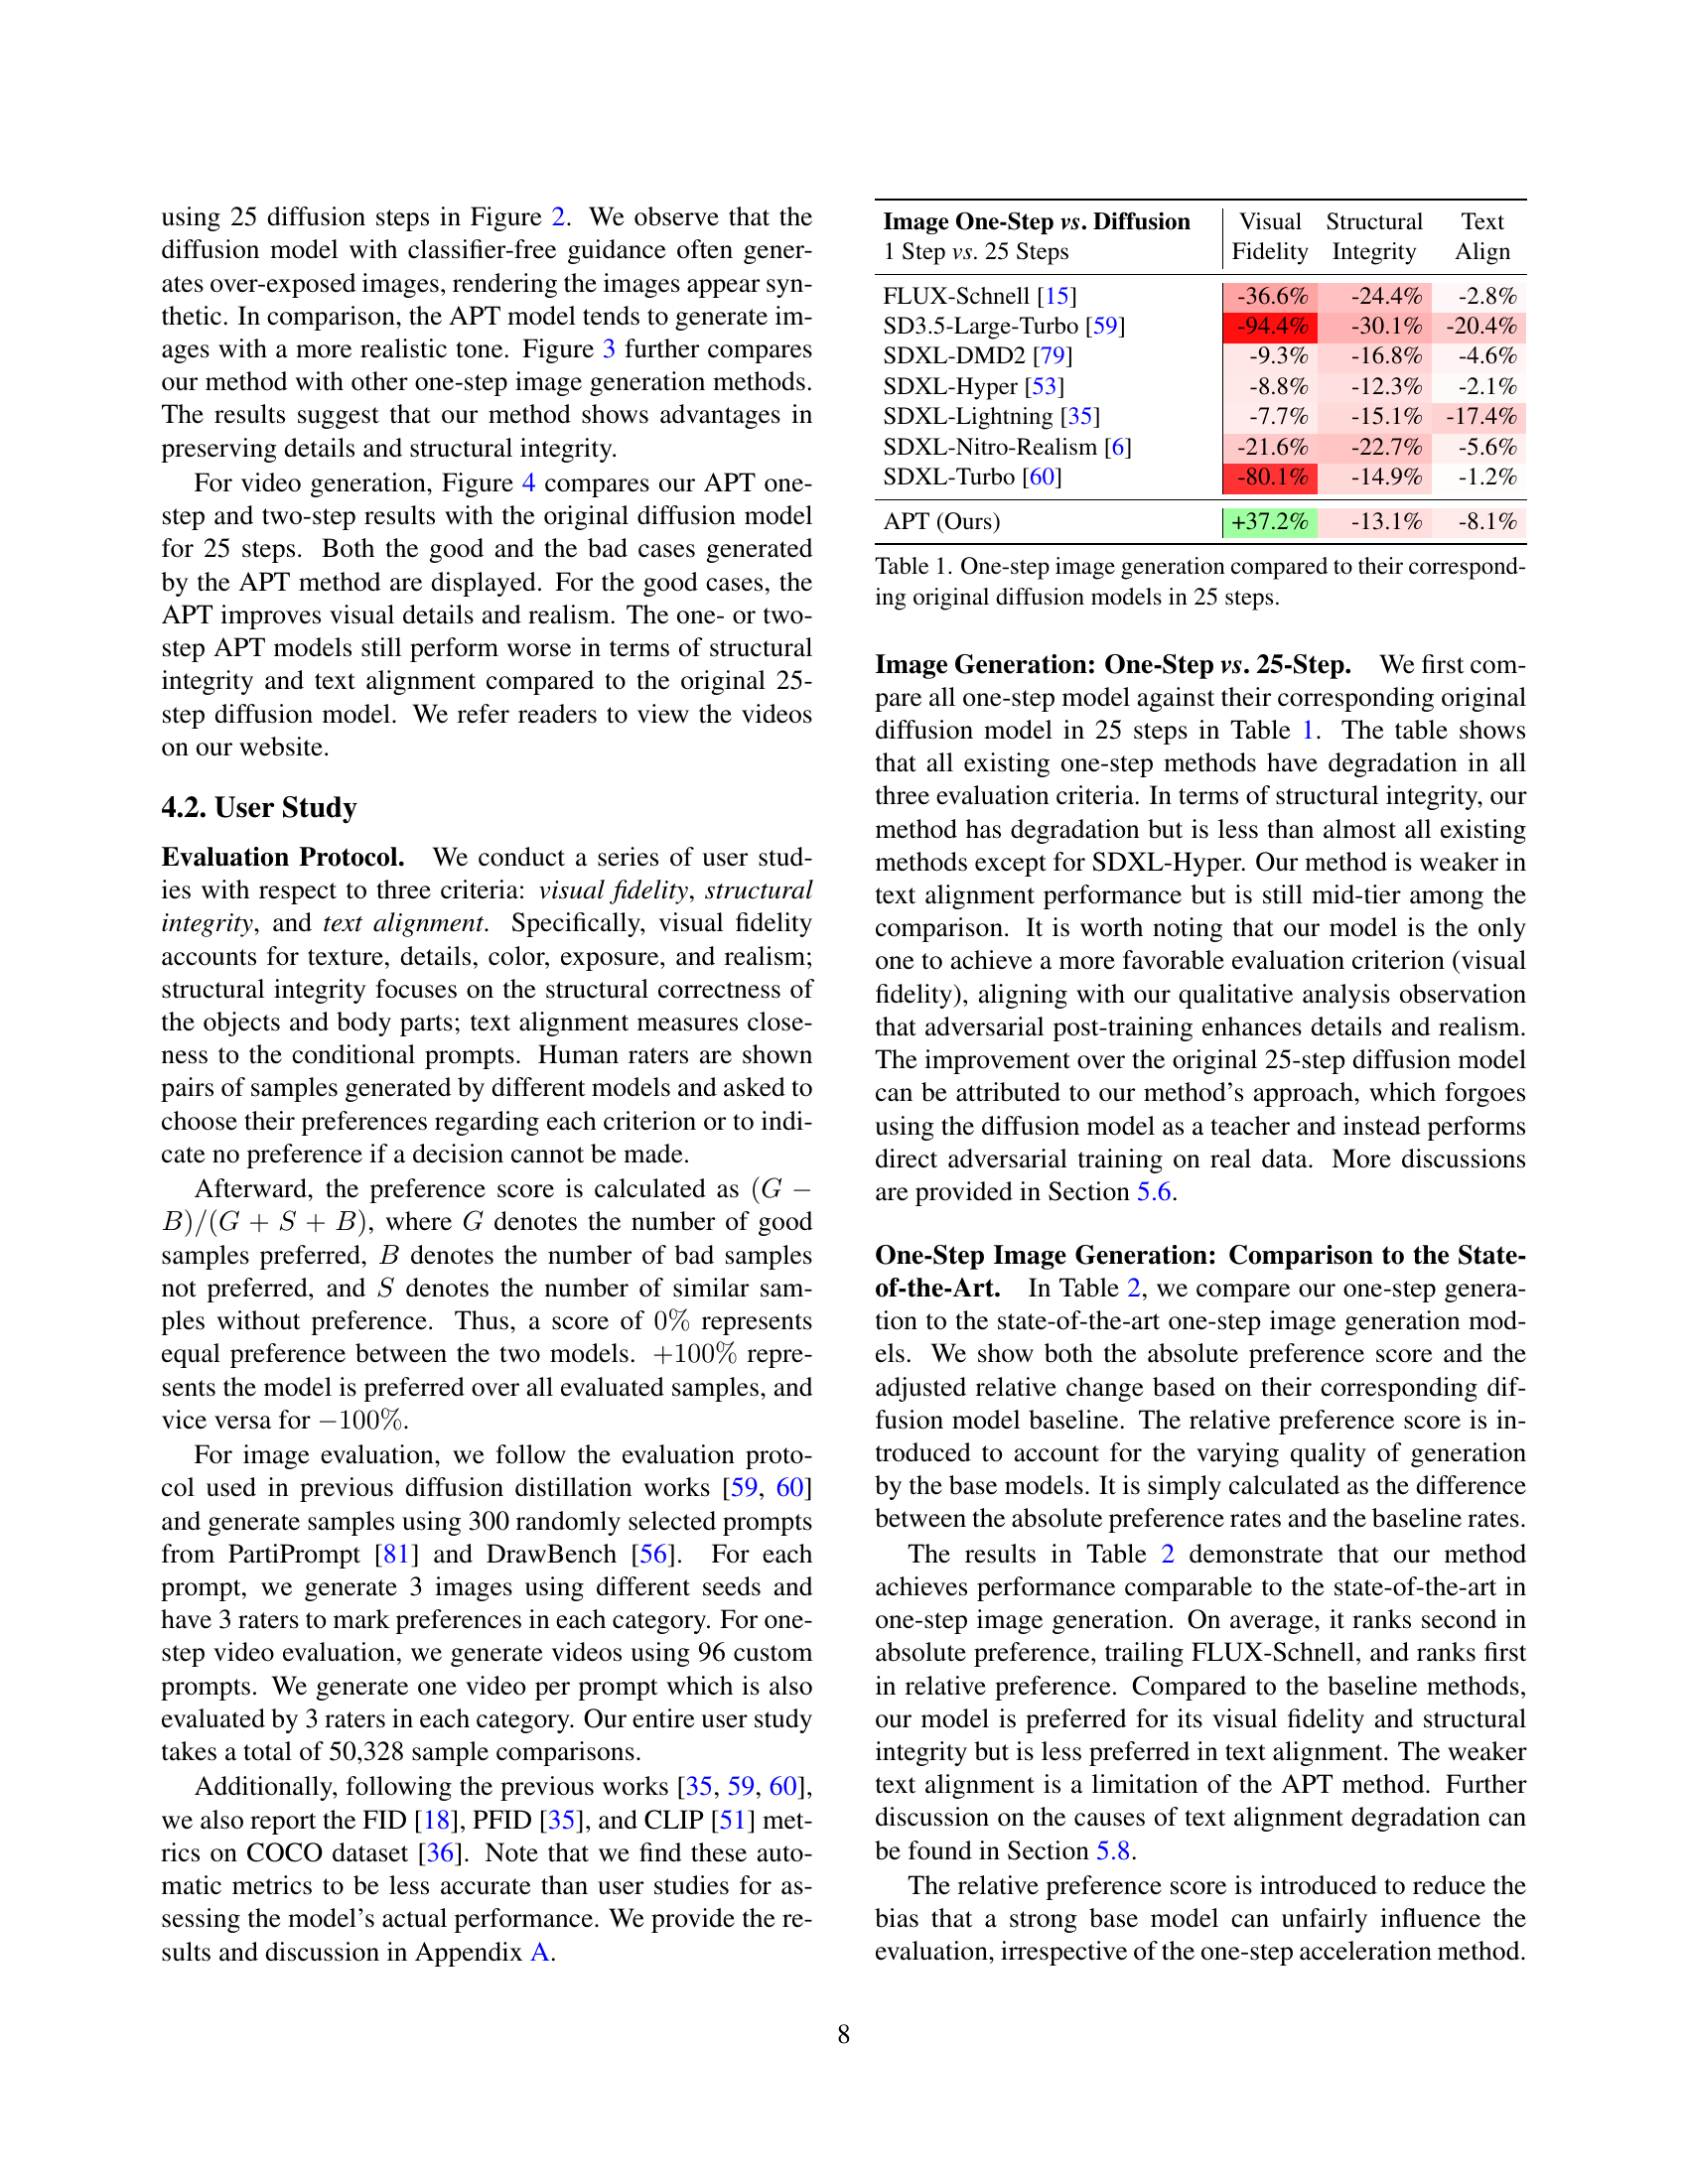 using 25 diffusion steps in Figure 2. We observe that the
diffusion model with classifier-free guidance often gener-
ates over-exposed images, rendering the images appear syn-
thetic. In comparison, the APT model tends to generate im-
ages with a more realistic tone. Figure 3 further compares
our method with other one-step image generation methods.
The results suggest that our method shows advantages in
preserving details and structural integrity.
For video generation, Figure 4 compares our APT one-
step and two-step results with the original diffusion model
for 25 steps. Both the good and the bad cases generated
by the APT method are displayed. For the good cases, the
APT improves visual details and realism. The one- or two-
step APT models still perform worse in terms of structural
integrity and text alignment compared to the original 25-
step diffusion model. We refer readers to view the videos
on our website.
4.2. User Study
Evaluation Protocol. We conduct a series of user stud-
ies with respect to three criteria: visual fidelity, structural
integrity, and text alignment. Specifically, visual fidelity
accounts for texture, details, color, exposure, and realism;
structural integrity focuses on the structural correctness of
the objects and body parts; text alignment measures close-
ness to the conditional prompts. Human raters are shown
pairs of samples generated by different models and asked to
choose their preferences regarding each criterion or to indi-
cate no preference if a decision cannot be made.
Afterward, the preference score is calculated as (G −
B)/(G + S + B), where G denotes the number of good
samples preferred, B denotes the number of bad samples
not preferred, and S denotes the number of similar sam-
ples without preference. Thus, a score of 0% represents
equal preference between the two models. +100% repre-
sents the model is preferred over all evaluated samples, and
vice versa for −100%.
For image evaluation, we follow the evaluation proto-
col used in previous diffusion distillation works [59, 60]
and generate samples using 300 randomly selected prompts
from PartiPrompt [81] and DrawBench [56]. For each
prompt, we generate 3 images using different seeds and
have 3 raters to mark preferences in each category. For one-
step video evaluation, we generate videos using 96 custom
prompts. We generate one video per prompt which is also
evaluated by 3 raters in each category. Our entire user study
takes a total of 50,328 sample comparisons.
Additionally, following the previous works [35, 59, 60],
we also report the FID [18], PFID [35], and CLIP [51] met-
rics on COCO dataset [36]. Note that we find these auto-
matic metrics to be less accurate than user studies for as-
sessing the model's actual performance. We provide the re-
sults and discussion in Appendix A.
Image One-Step vs. Diffusion Visual Structural Text
1 Step vs. 25 Steps Fidelity Integrity Align
FLUX-Schnell [15] -36.6% -24.4% -2.8%
SD3.5-Large-Turbo [59] -94.4% -30.1% -20.4%
SDXL-DMD2 [79] -9.3% -16.8% -4.6%
SDXL-Hyper [53] -8.8% -12.3% -2.1%
SDXL-Lightning [35] -7.7% -15.1% -17.4%
SDXL-Nitro-Realism [6] -21.6% -22.7% -5.6%
SDXL-Turbo [60] -80.1% -14.9% -1.2%
APT (Ours) +37.2% -13.1% -8.1%
Table 1. One-step image generation compared to their correspond-
ing original diffusion models in 25 steps.
Image Generation: One-Step vs. 25-Step. We first com-
pare all one-step model against their corresponding original
diffusion model in 25 steps in Table 1. The table shows
that all existing one-step methods have degradation in all
three evaluation criteria. In terms of structural integrity, our
method has degradation but is less than almost all existing
methods except for SDXL-Hyper. Our method is weaker in
text alignment performance but is still mid-tier among the
comparison. It is worth noting that our model is the only
one to achieve a more favorable evaluation criterion (visual
fidelity), aligning with our qualitative analysis observation
that adversarial post-training enhances details and realism.
The improvement over the original 25-step diffusion model
can be attributed to our method's approach, which forgoes
using the diffusion model as a teacher and instead performs
direct adversarial training on real data. More discussions
are provided in Section 5.6.
One-Step Image Generation: Comparison to the State-
of-the-Art. In Table 2, we compare our one-step genera-
tion to the state-of-the-art one-step image generation mod-
els. We show both the absolute preference score and the
adjusted relative change based on their corresponding dif-
fusion model baseline. The relative preference score is in-
troduced to account for the varying quality of generation
by the base models. It is simply calculated as the difference
between the absolute preference rates and the baseline rates.
The results in Table 2 demonstrate that our method
achieves performance comparable to the state-of-the-art in
one-step image generation. On average, it ranks second in
absolute preference, trailing FLUX-Schnell, and ranks first
in relative preference. Compared to the baseline methods,
our model is preferred for its visual fidelity and structural
integrity but is less preferred in text alignment. The weaker
text alignment is a limitation of the APT method. Further
discussion on the causes of text alignment degradation can
be found in Section 5.8.
The relative preference score is introduced to reduce the
bias that a strong base model can unfairly influence the
evaluation, irrespective of the one-step acceleration method.
8